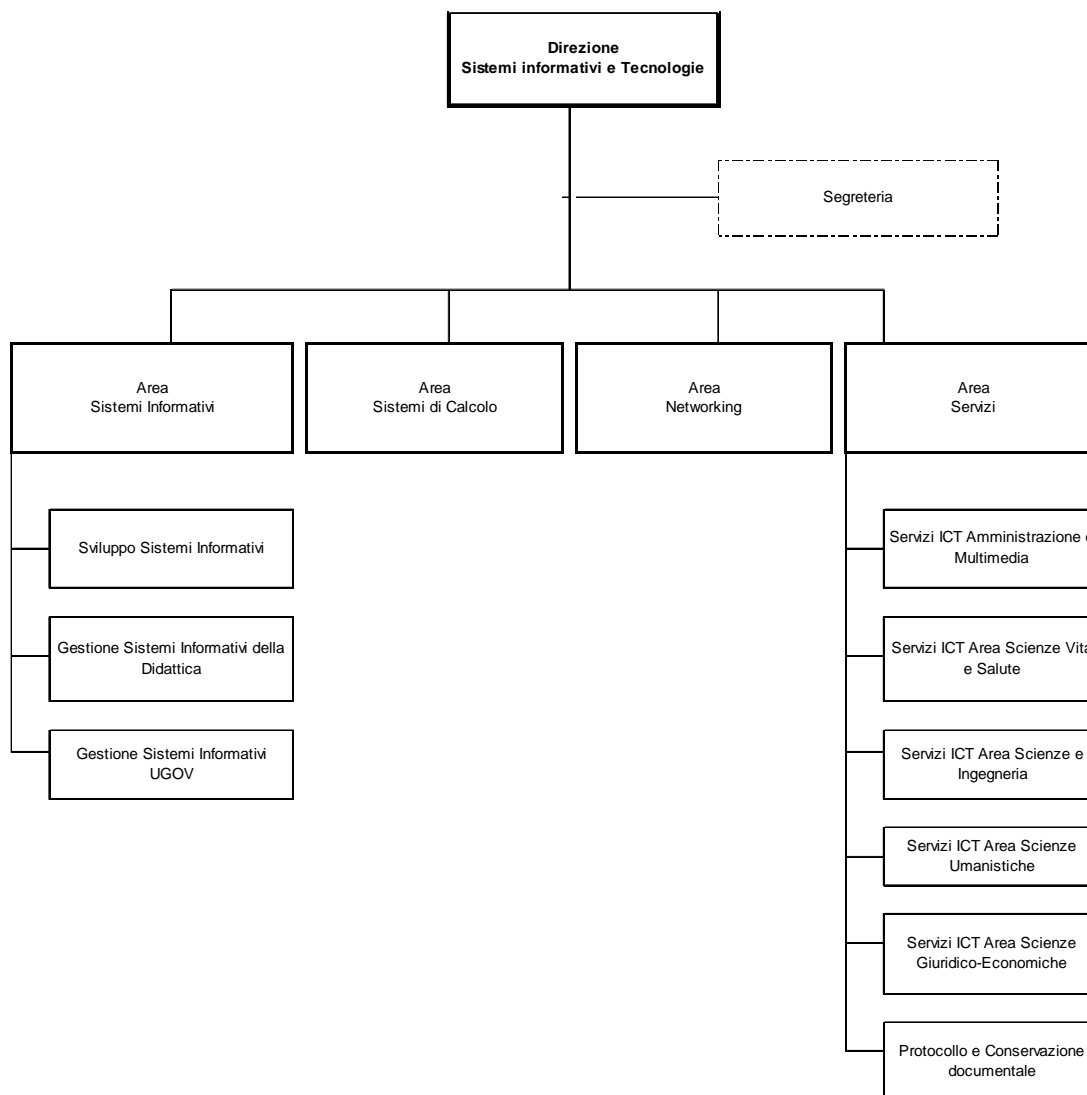 Direzione
Sistemi informativi e Tecnologie
Segreteria
Area
Sistemi Informativi
Area
Sistemi di Calcolo
Area
Networking
Area
Servizi
Sviluppo Sistemi Informativi
Gestione Sistemi Informativi della
Didattica
Gestione Sistemi Informativi
UGOV
Servizi ICT Amministrazione e
Multimedia
Servizi ICT Area Scienze Vita
e Salute
Servizi ICT Area Scienze e
Ingegneria
Servizi ICT Area Scienze
Umanistiche
Servizi ICT Area Scienze
Giuridico-Economiche
Protocollo e Conservazione
documentale